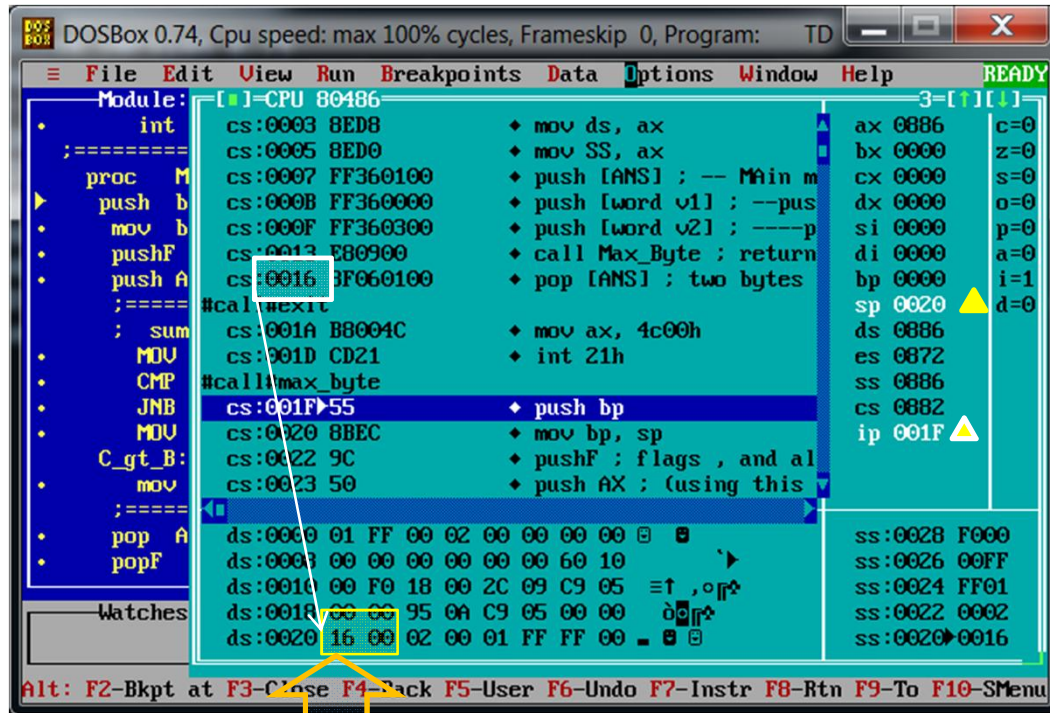 DOSBox 0.74, Cpu speed: max 100% cycles, Frameskip 0, Program: TD
≡ File Edit View Run Breakpoints Data Options Window Help READY
Module:
int
;==========
proc M
push b
mov b
pushF
push A
;=====
; sum
MOV
CMP
JNB
MOV
C_gt_B:
mov
;=====
pop A
popF
Watches
[■]=CPU 80486 3=[↑][↓]
cs:0003 8ED8 mov ds, ax
cs:0005 8ED0 mov SS, ax
cs:0007 FF360100 push [ANS] ; -- MAin m
cs:000B FF360000 push [word v1] ; --pus
cs:000F FF360300 push [word v2] ; ----p
cs:0013 E80900 call Max_Byte ; return
cs:0016 8F060100 pop [ANS] ; two bytes
#call#exit
cs:001A B8004C mov ax, 4c00h
cs:001D CD21 int 21h
#call#max_byte
cs:001F►55 push bp
cs:0020 8BEC mov bp, sp
cs:0022 9C pushF ; flags , and al
cs:0023 50 push AX ; (using this
ax 0886 c=0
bx 0000 z=0
cx 0000 s=0
dx 0000 o=0
si 0000 p=0
di 0000 a=0
bp 0000 i=1
sp 0020 d=0
ds 0886
es 0872
ss 0886
cs 0882
ip 001F
ds:0000 01 FF 00 02 00 00 00 00 ☺ ☻
ds:0008 00 00 00 00 00 00 60 10 `►
ds:0010 00 F0 18 00 2C 09 C9 05 ≡↑ ,○╔♣
ds:0018 00 00 95 0A C9 05 00 00 ò◙╔♣
ds:0020 16 00 02 00 01 FF FF 00 ▬ ☻ ☺
ss:0028 F000
ss:0026 00FF
ss:0024 FF01
ss:0022 0002
ss:0020►0016
Alt: F2-Bkpt at F3-Close F4-Back F5-User F6-Undo F7-Instr F8-Rtn F9-To F10-SMenu